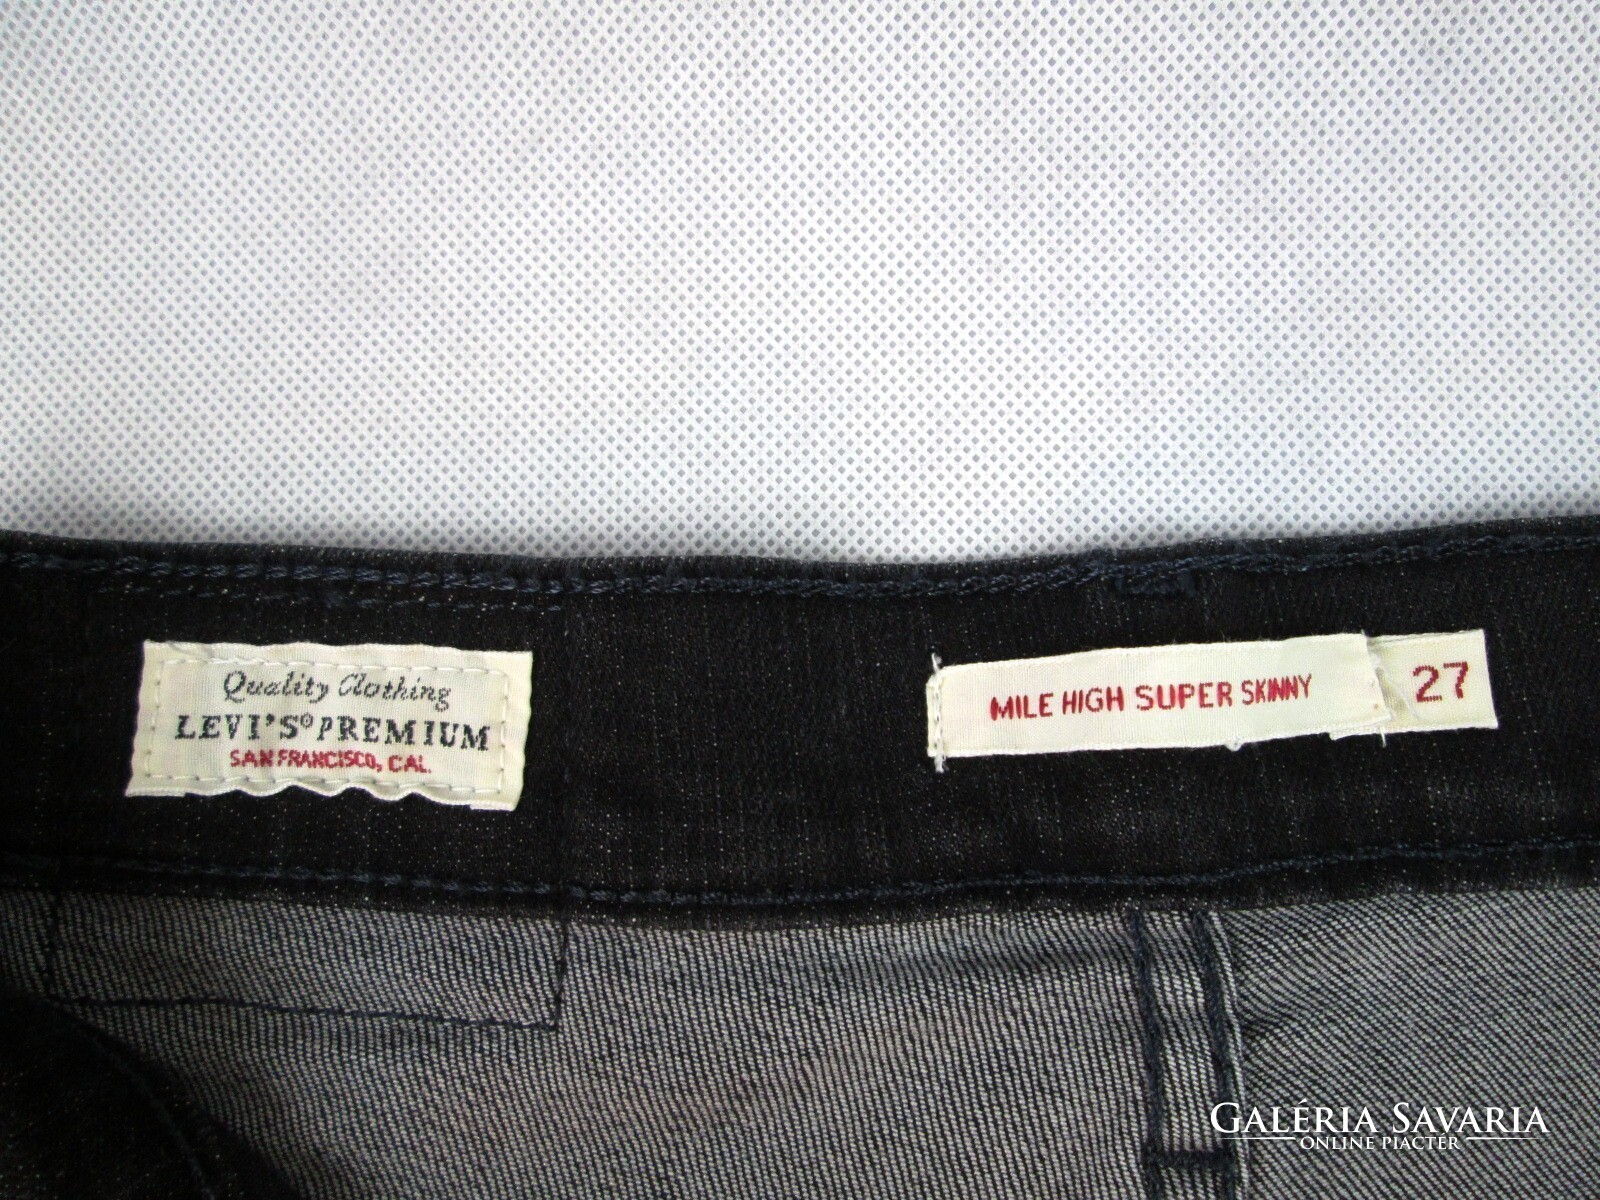 Quality Clothing
LEVI'S® PREMIUM
SAN FRANCISCO, CAL.
MILE HIGH SUPER SKINNY
27
GALÉRIA SAVARIA
ONLINE PIACTÉR